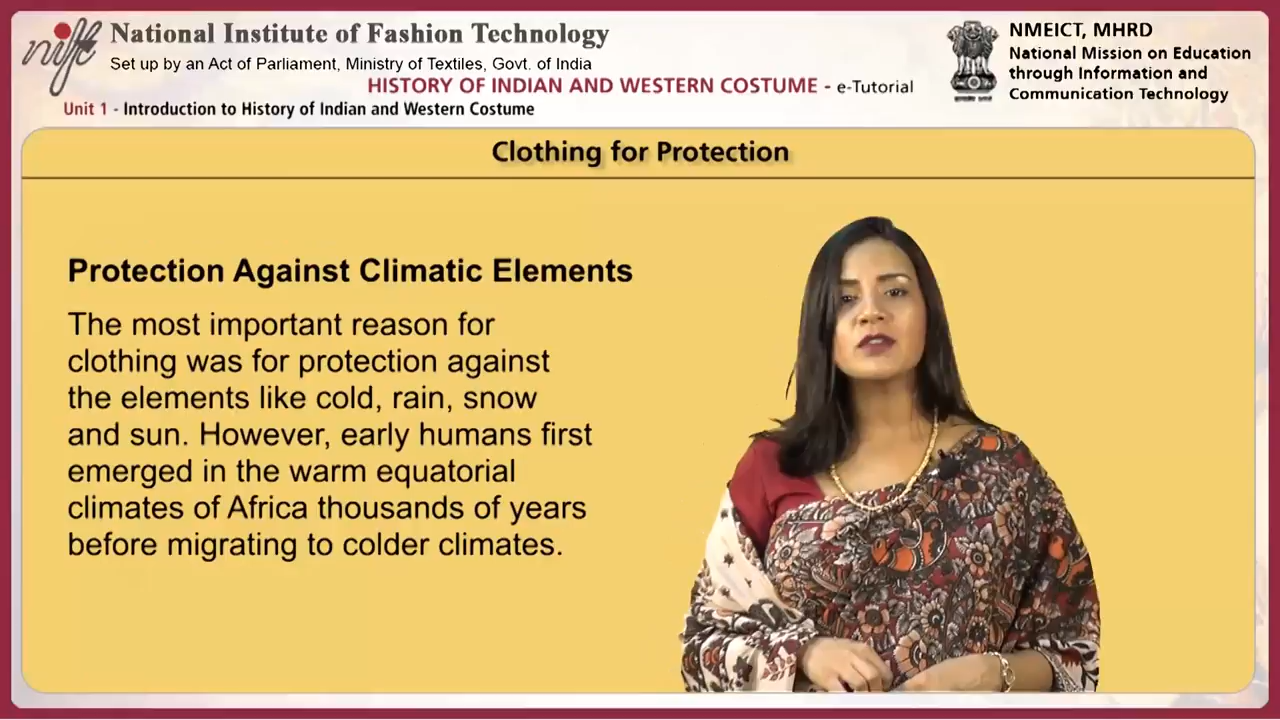 nift
National Institute of Fashion Technology
Set up by an Act of Parliament, Ministry of Textiles, Govt. of India
HISTORY OF INDIAN AND WESTERN COSTUME - e-Tutorial
Unit 1 - Introduction to History of Indian and Western Costume
NMEICT, MHRD
National Mission on Education
through Information and
Communication Technology
Clothing for Protection
Protection Against Climatic Elements
The most important reason for
clothing was for protection against
the elements like cold, rain, snow
and sun. However, early humans first
emerged in the warm equatorial
climates of Africa thousands of years
before migrating to colder climates.